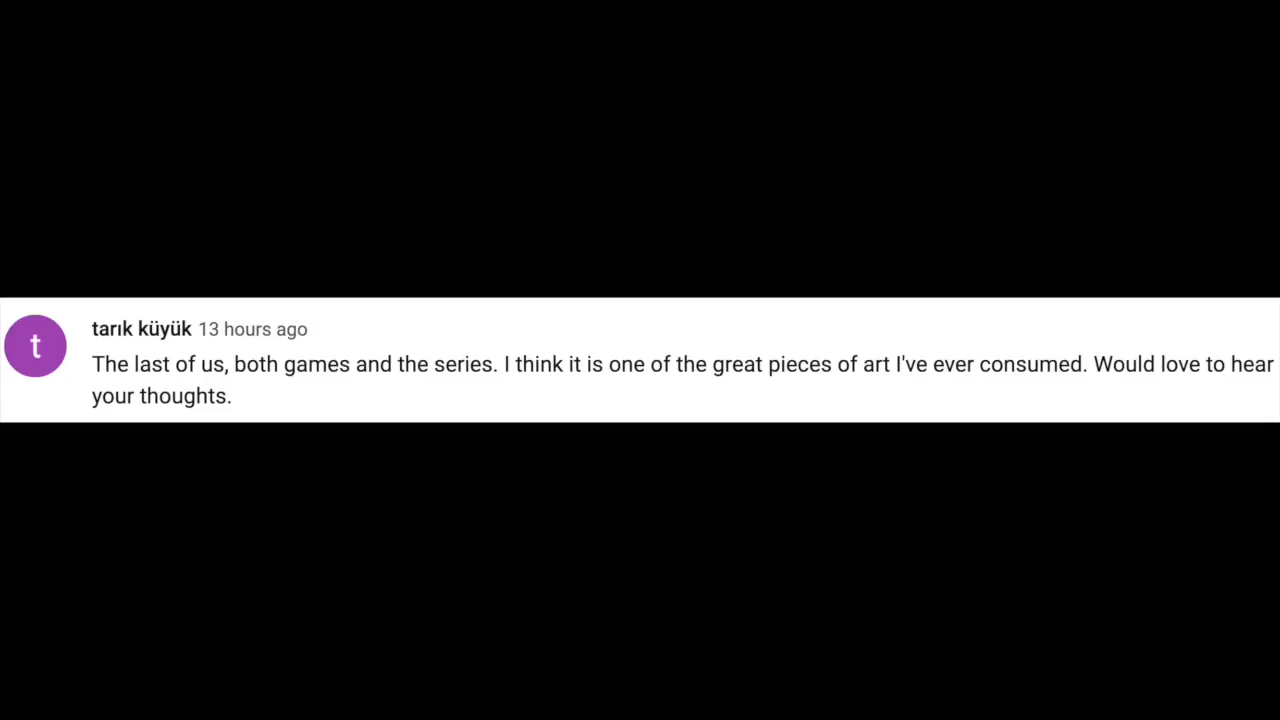 t
tarık küyük 13 hours ago
The last of us, both games and the series. I think it is one of the great pieces of art I've ever consumed. Would love to hear
your thoughts.